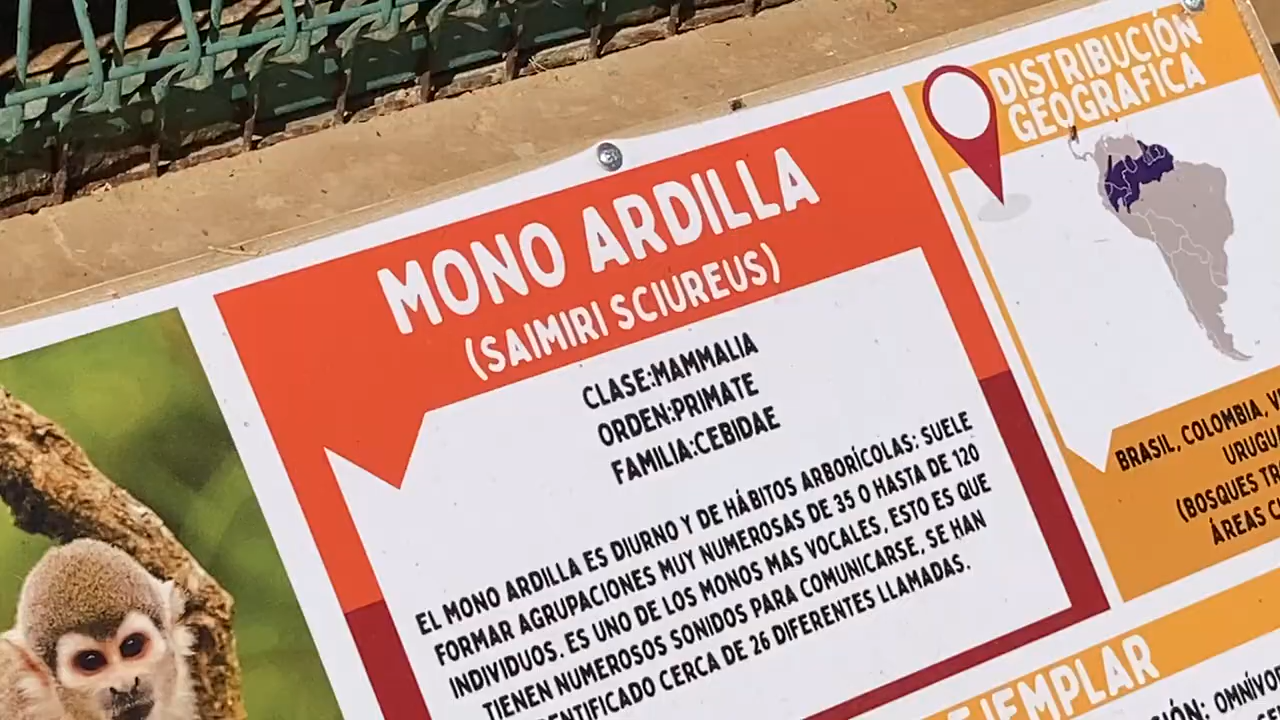 MONO ARDILLA
(SAIMIRI SCIUREUS)
CLASE:MAMMALIA
ORDEN:PRIMATE
FAMILIA:CEBIDAE
EL MONO ARDILLA ES DIURNO Y DE HÁBITOS ARBORÍCOLAS: SUELE
FORMAR AGRUPACIONES MUY NUMEROSAS DE 35 O HASTA DE 120
INDIVIDUOS. ES UNO DE LOS MONOS MAS VOCALES, ESTO ES QUE
TIENEN NUMEROSOS SONIDOS PARA COMUNICARSE, SE HAN
CERCA DE 26 DIFERENTES LLAMADAS.
DISTRIBUCIÓN
GEOGRAFICA
BRASIL, COLOMBIA,
(BOSQUES
ÁREAS
EJEMPLAR